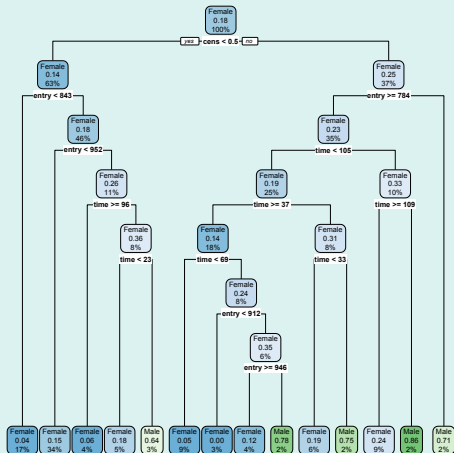 Female
0.18
100%
yes cens < 0.5 no
Female
0.14
63%
Female
0.25
37%
entry < 843
entry >= 784
Female
0.18
46%
Female
0.23
35%
entry < 952
time < 105
Female
0.26
11%
Female
0.19
25%
Female
0.33
10%
time >= 96
time >= 37
time >= 109
Female
0.36
8%
Female
0.14
18%
Female
0.31
8%
time < 23
time < 69
time < 33
Female
0.24
8%
entry < 912
Female
0.35
6%
entry >= 946
Female
0.04
17%
Female
0.15
34%
Female
0.06
4%
Female
0.18
5%
Male
0.64
3%
Female
0.05
9%
Female
0.00
3%
Female
0.12
4%
Male
0.78
2%
Female
0.19
6%
Male
0.75
2%
Female
0.24
9%
Male
0.86
2%
Male
0.71
2%